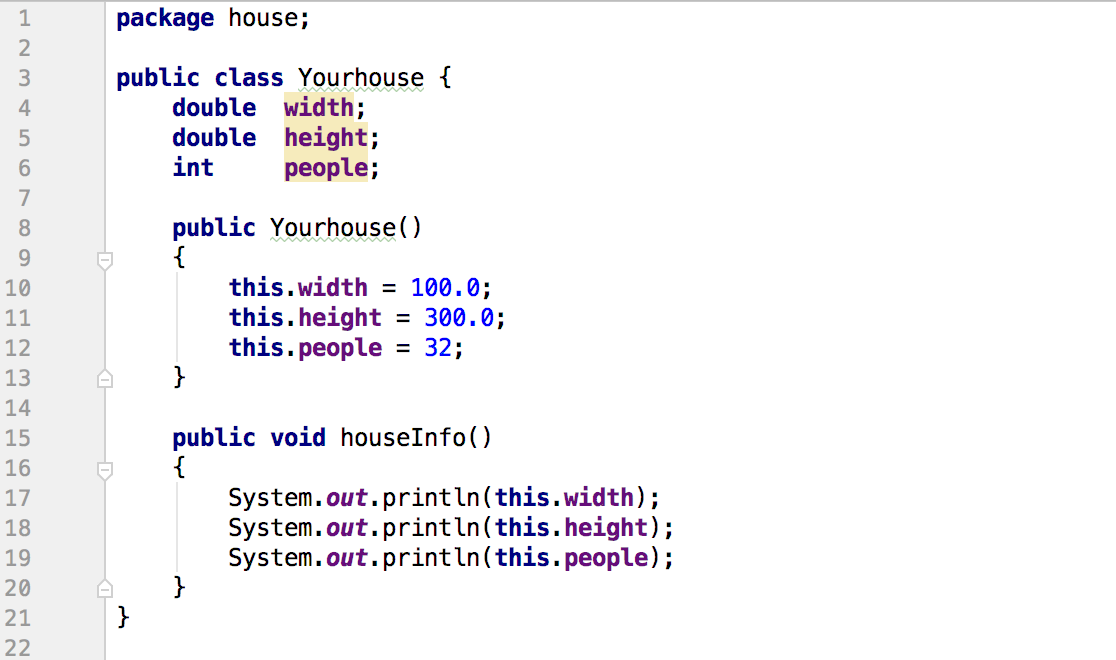 1 package house;
2
3 public class Yourhouse {
4     double  width;
5     double  height;
6     int     people;
7
8     public Yourhouse()
9     {
10         this.width = 100.0;
11         this.height = 300.0;
12         this.people = 32;
13     }
14
15     public void houseInfo()
16     {
17         System.out.println(this.width);
18         System.out.println(this.height);
19         System.out.println(this.people);
20     }
21 }
22